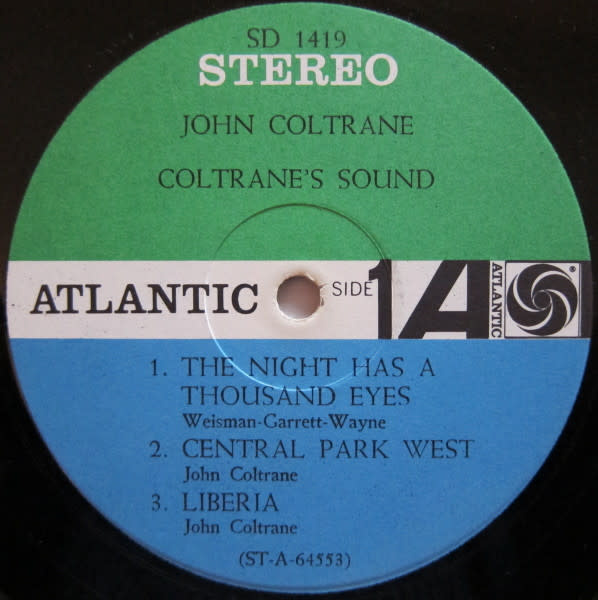 SD 1419
STEREO
JOHN COLTRANE
COLTRANE'S SOUND
ATLANTIC SIDE 1 A ATLANTIC ®
1. THE NIGHT HAS A
THOUSAND EYES
Weisman-Garrett-Wayne
2. CENTRAL PARK WEST
John Coltrane
3. LIBERIA
John Coltrane
(ST-A-64553)